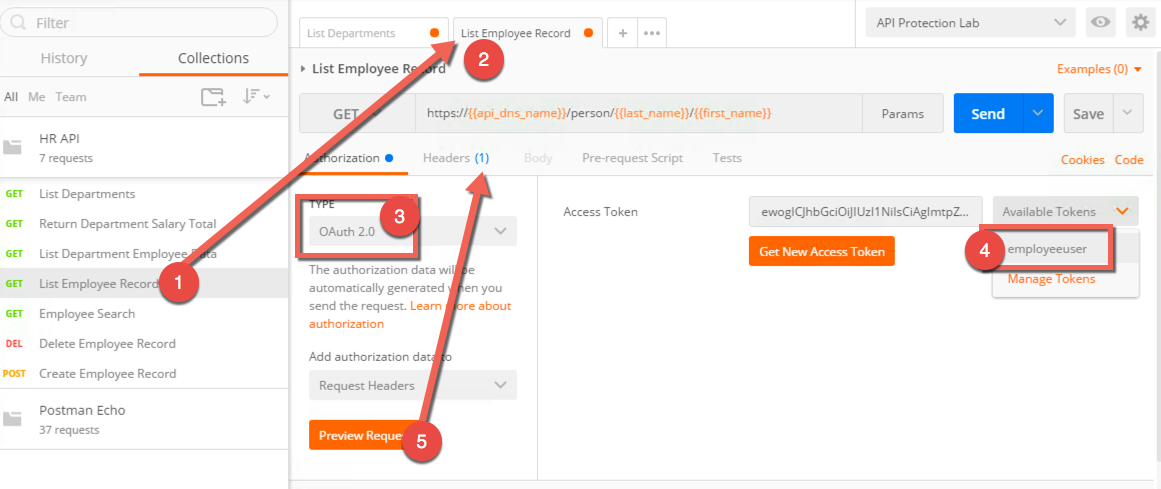 Filter
History
Collections
All Me Team
HR API
7 requests
GET List Departments
GET Return Department Salary Total
GET List Department Employee Data
GET List Employee Record
1
GET Employee Search
DEL Delete Employee Record
POST Create Employee Record
Postman Echo
37 requests
List Departments
List Employee Record
+
2
API Protection Lab
List Employee Record
Examples (0)
GET
https://{{api_dns_name}}/person/{{last_name}}/{{first_name}}
Params
Send
Save
Authorization
Headers (1)
Body
Pre-request Script
Tests
Cookies Code
TYPE
3
OAuth 2.0
The authorization data will be
automatically generated when you
send the request. Learn more about
authorization
Add authorization data to
Request Headers
Preview Request
5
Access Token
ewogICJhbGciOiJIUzI1NiIsCiAgImtpZ...
Available Tokens
Get New Access Token
4
employeeuser
Manage Tokens